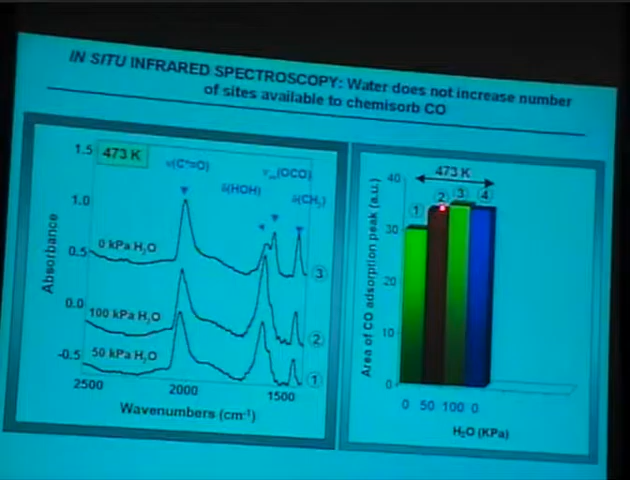 IN SITU INFRARED SPECTROSCOPY: Water does not increase number
of sites available to chemisorb CO
1.5
1.0
0.5
0.0
-0.5
Absorbance
473 K
ν(C*=O)
δ(HOH)
νas(OCO)
δ(CH2)
0 kPa H2O
③
100 kPa H2O
②
50 kPa H2O
①
2500 2000 1500
Wavenumbers (cm-1)
473 K
① ② ③ ④
40
30
20
10
0
Area of CO adsorption peak (a.u.)
0 50 100 0
H2O (KPa)